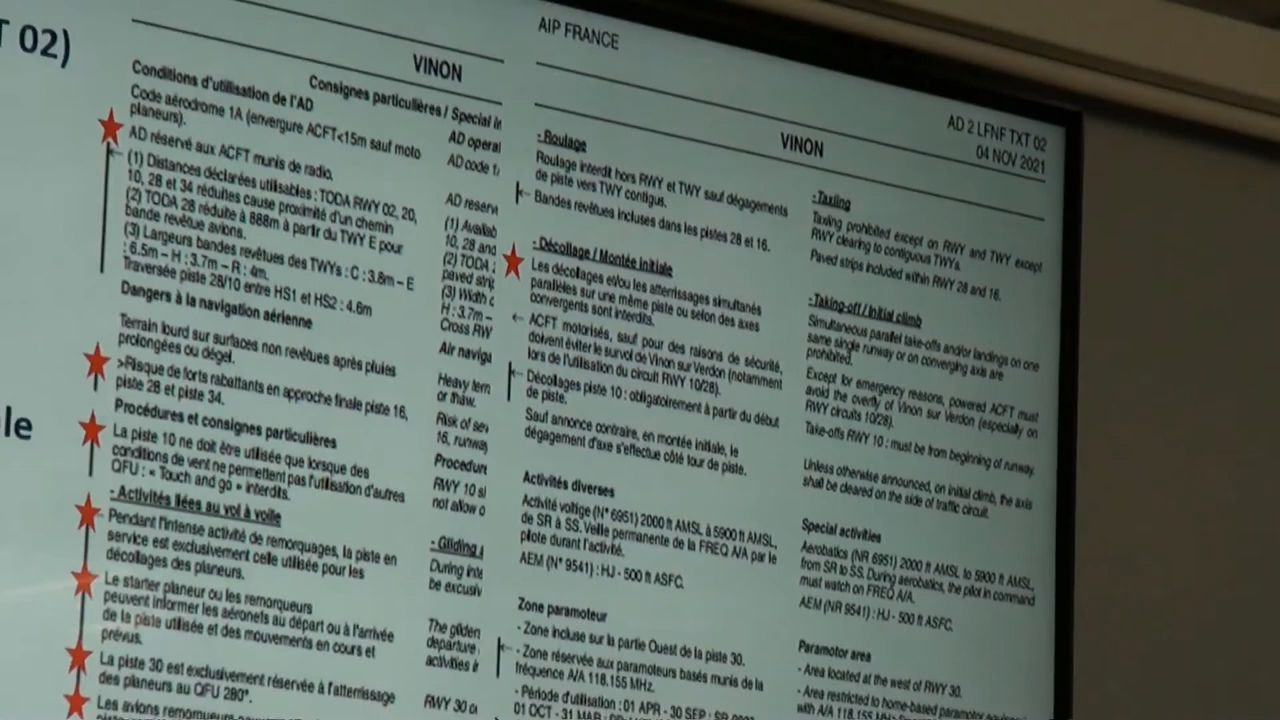 T 02)
le
VINON
Consignes particulières / Special in
Conditions d'utilisation de l'AD
Code aérodrome 1A (envergure ACFT<15m sauf moto
planeurs).
AD réservé aux ACFT munis de radio.
(1) Distances déclarées utilisables : TODA RWY 02, 20,
10, 28 et 34 réduites cause proximité d'un chemin
(2) TODA 28 réduite à 888m à partir du TWY E pour
bande revêtue avions.
(3) Largeurs bandes revêtues des TWYs : C : 3.8m – E
: 6.5m – H : 3.7m – R : 4m.
Traversée piste 28/10 entre HS1 et HS2 : 4.6m
Dangers à la navigation aérienne
Terrain lourd sur surfaces non revêtues après pluies
prolongées ou dégel.
>Risque de forts rabattants en approche finale piste 16,
piste 28 et piste 34.
Procédures et consignes particulières
La piste 10 ne doit être utilisée que lorsque des
conditions de vent ne permettent pas l'utilisation d'autres
QFU : « Touch and go » interdits.
- Activités liées au vol à voile
Pendant l'intense activité de remorquages, la piste en
service est exclusivement celle utilisée pour les
décollages des planeurs.
Le starter planeur ou les remorqueurs
peuvent informer les aéronefs au départ ou à l'arrivée
de la piste utilisée et des mouvements en cours et
prévus.
La piste 30 est exclusivement réservée à l'atterrissage
des planeurs au QFU 280°.
Les avions remorqueurs
AD operat
AD code 1
AD reserv
(1) Availab
10, 28 and
(2) TODA
paved strip
(3) Width o
H : 3.7m –
Cross RW
Air naviga
Heavy terr
or thaw.
Risk of sev
16, runway
Procedure
RWY 10 sl
not allow o
- Gliding
During inte
be exclusiv
The gliden
departure
activities i
RWY 30 o
AIP FRANCE
AD 2 LFNF TXT 02
04 NOV 2021
VINON
- Roulage
Roulage interdit hors RWY et TWY sauf dégagements
de piste vers TWY contigus.
Bandes revêtues incluses dans les pistes 28 et 16.
- Décollage / Montée initiale
Les décollages et/ou les atterrissages simultanés
parallèles sur une même piste ou selon des axes
convergents sont interdits.
ACFT motorisés, sauf pour des raisons de sécurité,
doivent éviter le survol de Vinon sur Verdon (notamment
lors de l'utilisation du circuit RWY 10/28).
Décollages piste 10 : obligatoirement à partir du début
de piste.
Sauf annonce contraire, en montée initiale, le
dégagement d'axe s'effectue côté tour de piste.
Activités diverses
Activité voltige (N° 6951) 2000 ft AMSL à 5900 ft AMSL,
de SR à SS. Veille permanente de la FREQ A/A par le
pilote durant l'activité.
AEM (N° 9541) : HJ - 500 ft ASFC.
Zone paramoteur
- Zone incluse sur la partie Ouest de la piste 30.
- Zone réservée aux paramoteurs basés munis de la
fréquence A/A 118.155 MHz.
- Période d'utilisation : 01 APR - 30 SEP : SR
01 OCT - 31 MAR
- Taxiing
Taxiing prohibited except on RWY and TWY except
RWY clearing to contiguous TWYs.
Paved strips included within RWY 28 and 16.
- Taking-off / Initial climb
Simultaneous parallel take-offs and/or landings on one
same single runway or on converging axis are
prohibited.
Except for emergency reasons, powered ACFT must
avoid the overfly of Vinon sur Verdon (especially on
RWY circuits 10/28).
Take-offs RWY 10 : must be from beginning of runway.
Unless otherwise announced, on initial climb, the axis
shall be cleared on the side of traffic circuit.
Special activities
Aerobatics (NR 6951) 2000 ft AMSL to 5900 ft AMSL,
from SR to SS. During aerobatics, the pilot in command
must watch on FREQ A/A.
AEM (NR 9541) : HJ - 500 ft ASFC.
Paramotor area
- Area located at the west of RWY 30.
- Area restricted to home-based paramotor
with A/A 118.155 MHz